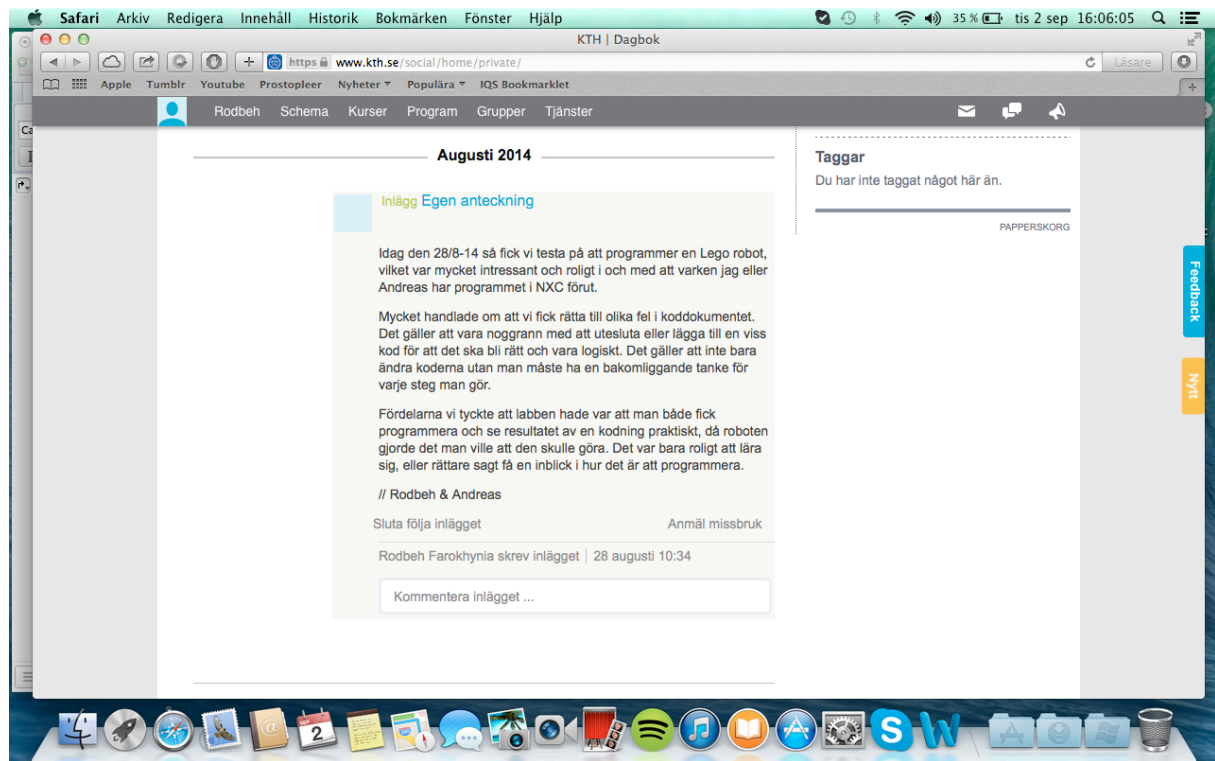 Safari Arkiv Redigera Innehåll Historik Bokmärken Fönster Hjälp 35 % tis 2 sep 16:06:05
KTH | Dagbok
https www.kth.se/social/home/private/ Läsare
Apple Tumblr Youtube Prostopleer Nyheter Populära IQS Bookmarklet
Rodbeh Schema Kurser Program Grupper Tjänster
Augusti 2014
Inlägg Egen anteckning
Idag den 28/8-14 så fick vi testa på att programmer en Lego robot,
vilket var mycket intressant och roligt i och med att varken jag eller
Andreas har programmet i NXC förut.
Mycket handlade om att vi fick rätta till olika fel i koddokumentet.
Det gäller att vara noggrann med att utesluta eller lägga till en viss
kod för att det ska bli rätt och vara logiskt. Det gäller att inte bara
ändra koderna utan man måste ha en bakomliggande tanke för
varje steg man gör.
Fördelarna vi tyckte att labben hade var att man både fick
programmera och se resultatet av en kodning praktiskt, då roboten
gjorde det man ville att den skulle göra. Det var bara roligt att lära
sig, eller rättare sagt få en inblick i hur det är att programmera.
// Rodbeh & Andreas
Sluta följa inlägget Anmäl missbruk
Rodbeh Farokhynia skrev inlägget 28 augusti 10:34
Kommentera inlägget ...
Taggar
Du har inte taggat något här än.
PAPPERSKORG
Feedback
Nytt
2